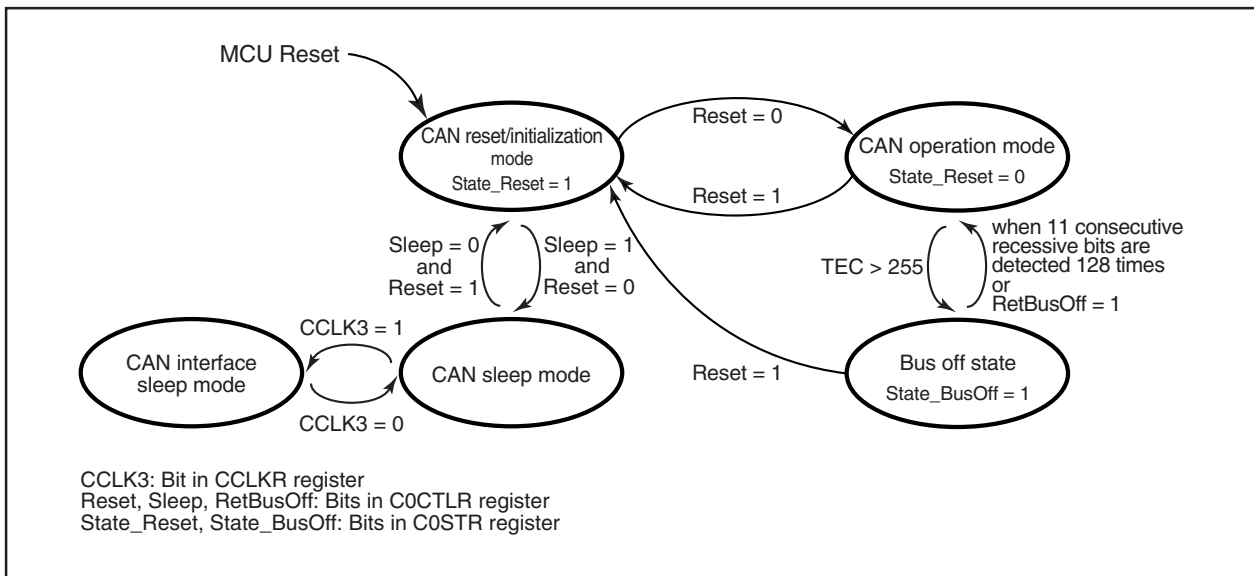 MCU Reset
CAN reset/initialization
mode
State_Reset = 1
Reset = 0
Reset = 1
CAN operation mode
State_Reset = 0
Sleep = 0
and
Reset = 1
Sleep = 1
and
Reset = 0
TEC > 255
when 11 consecutive
recessive bits are
detected 128 times
or
RetBusOff = 1
CAN interface
sleep mode
CCLK3 = 1
CCLK3 = 0
CAN sleep mode
Reset = 1
Bus off state
State_BusOff = 1
CCLK3: Bit in CCLKR register
Reset, Sleep, RetBusOff: Bits in C0CTLR register
State_Reset, State_BusOff: Bits in C0STR register